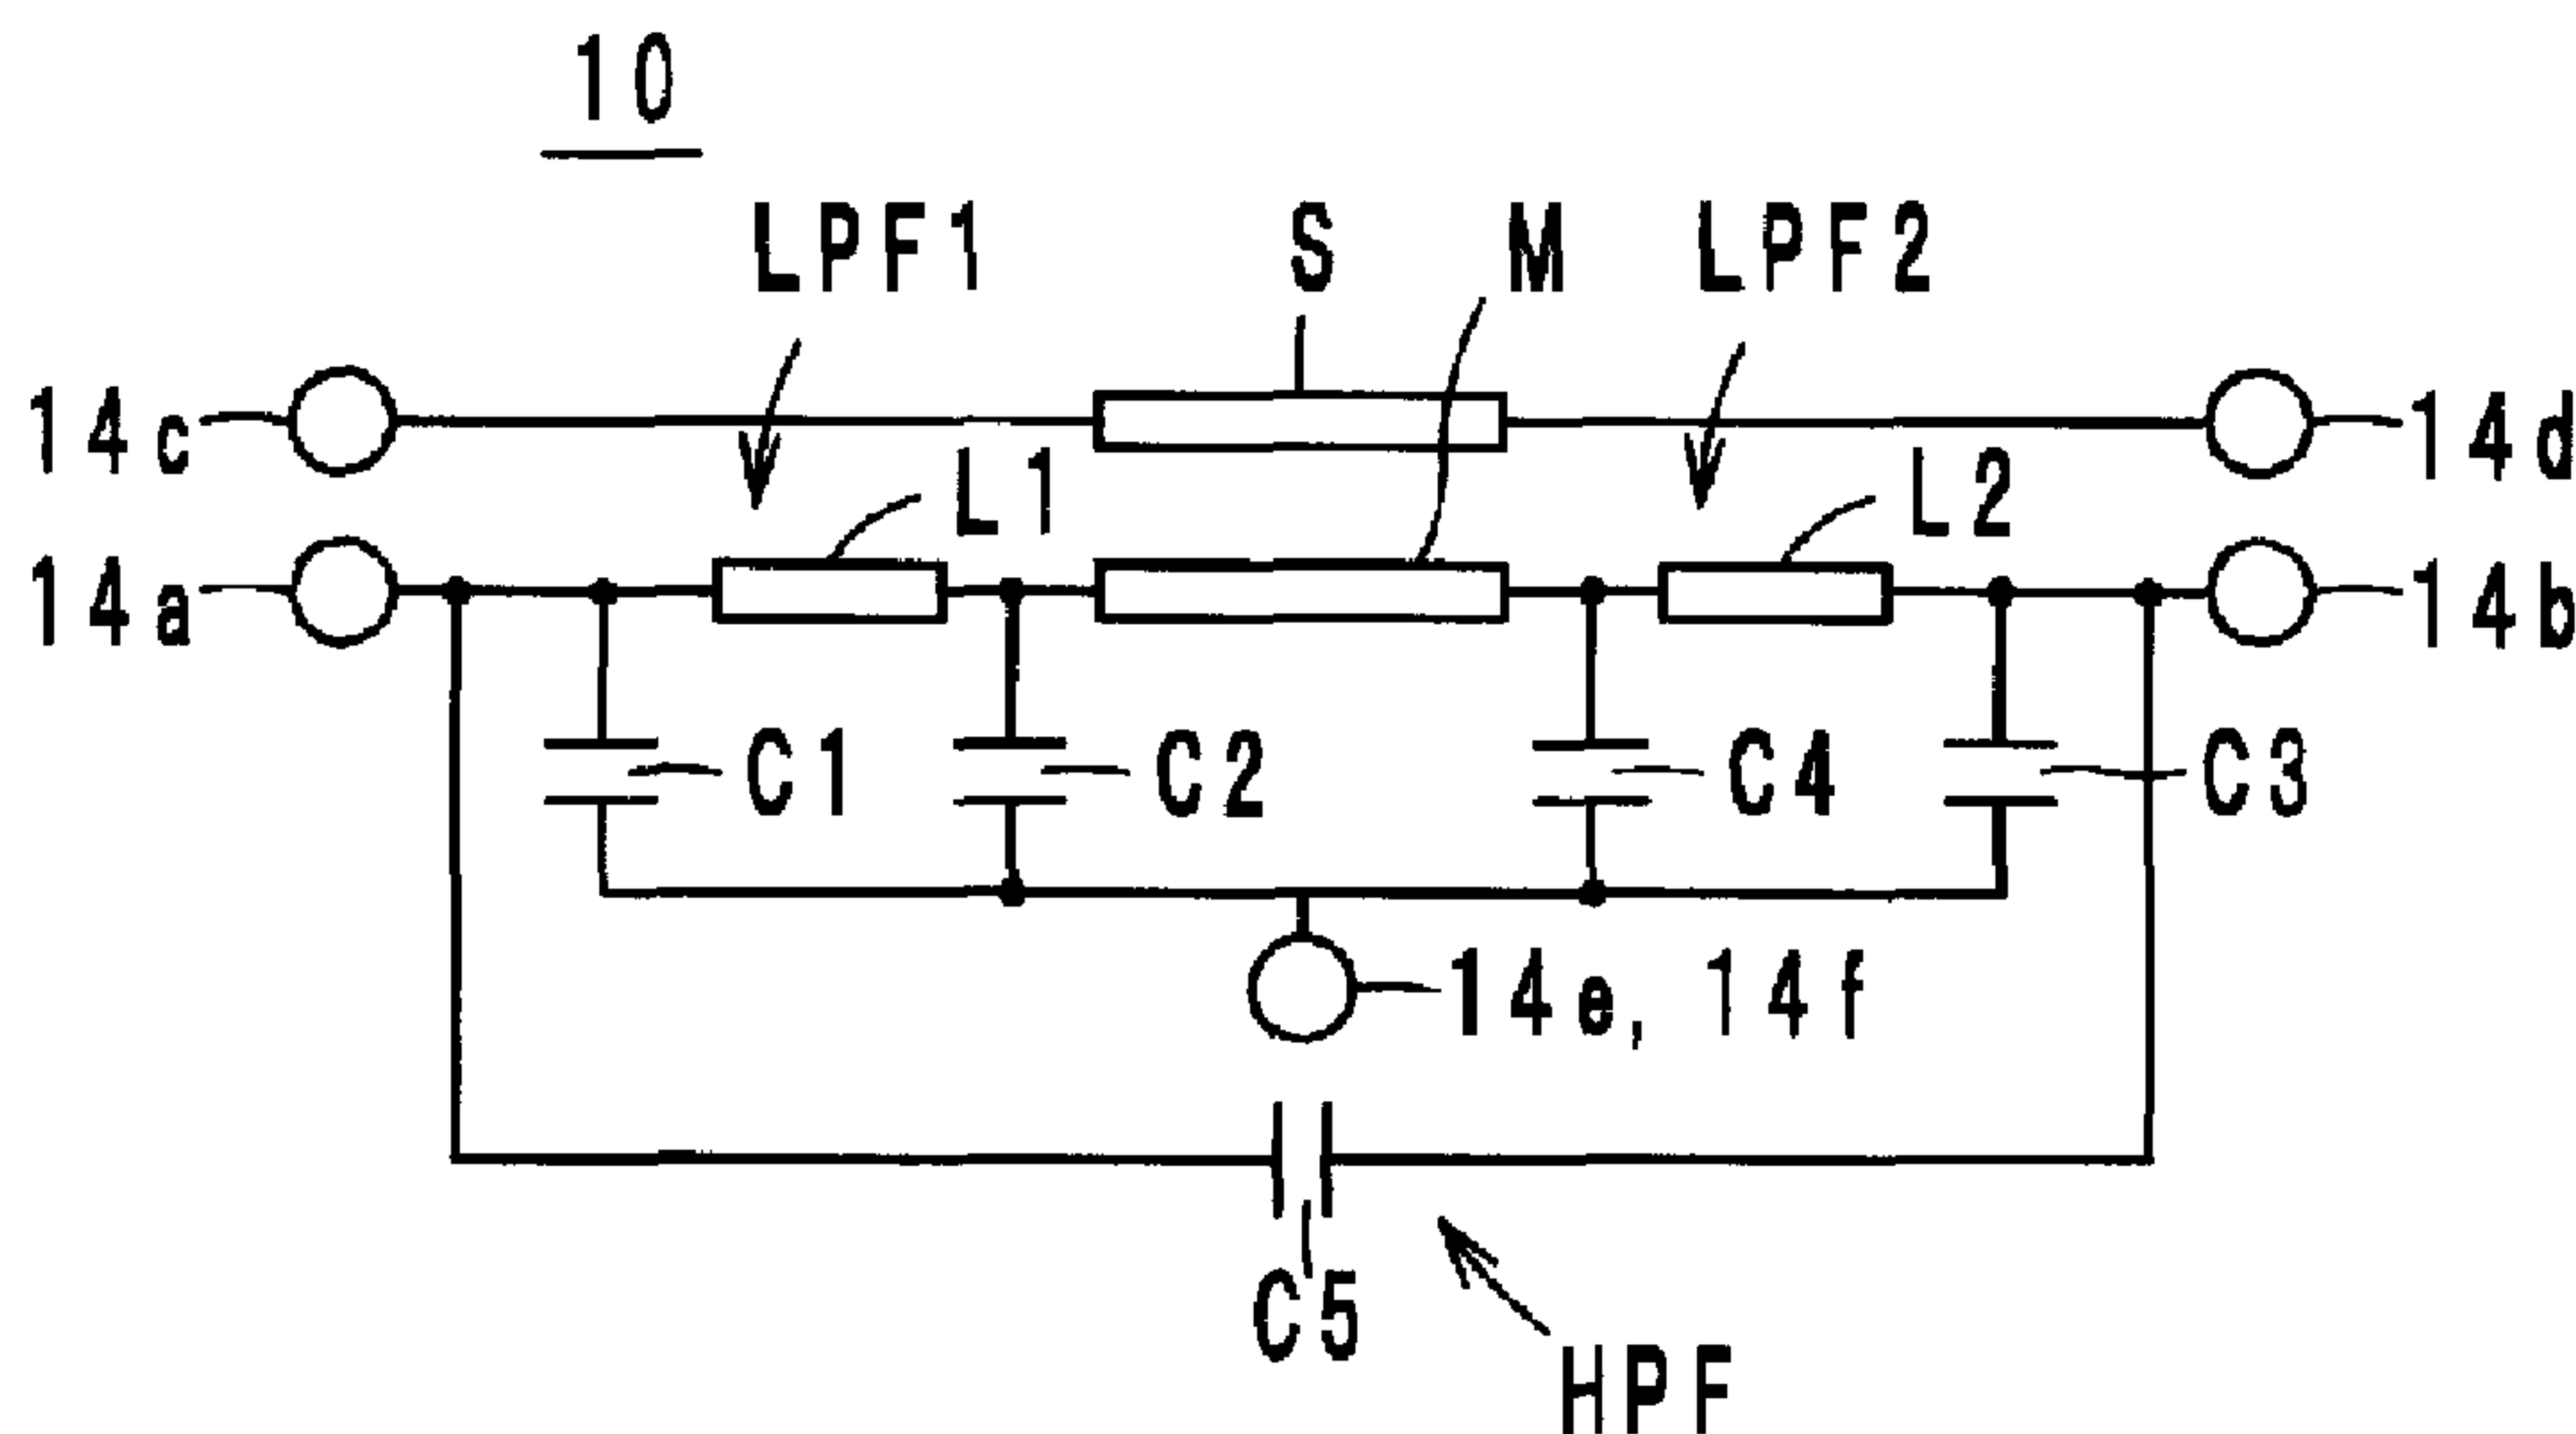 10
LPF1 S M LPF2
14c 14d
L1 L2
14a 14b
C1 C2 C4 C3
14e, 14f
C5
HPF